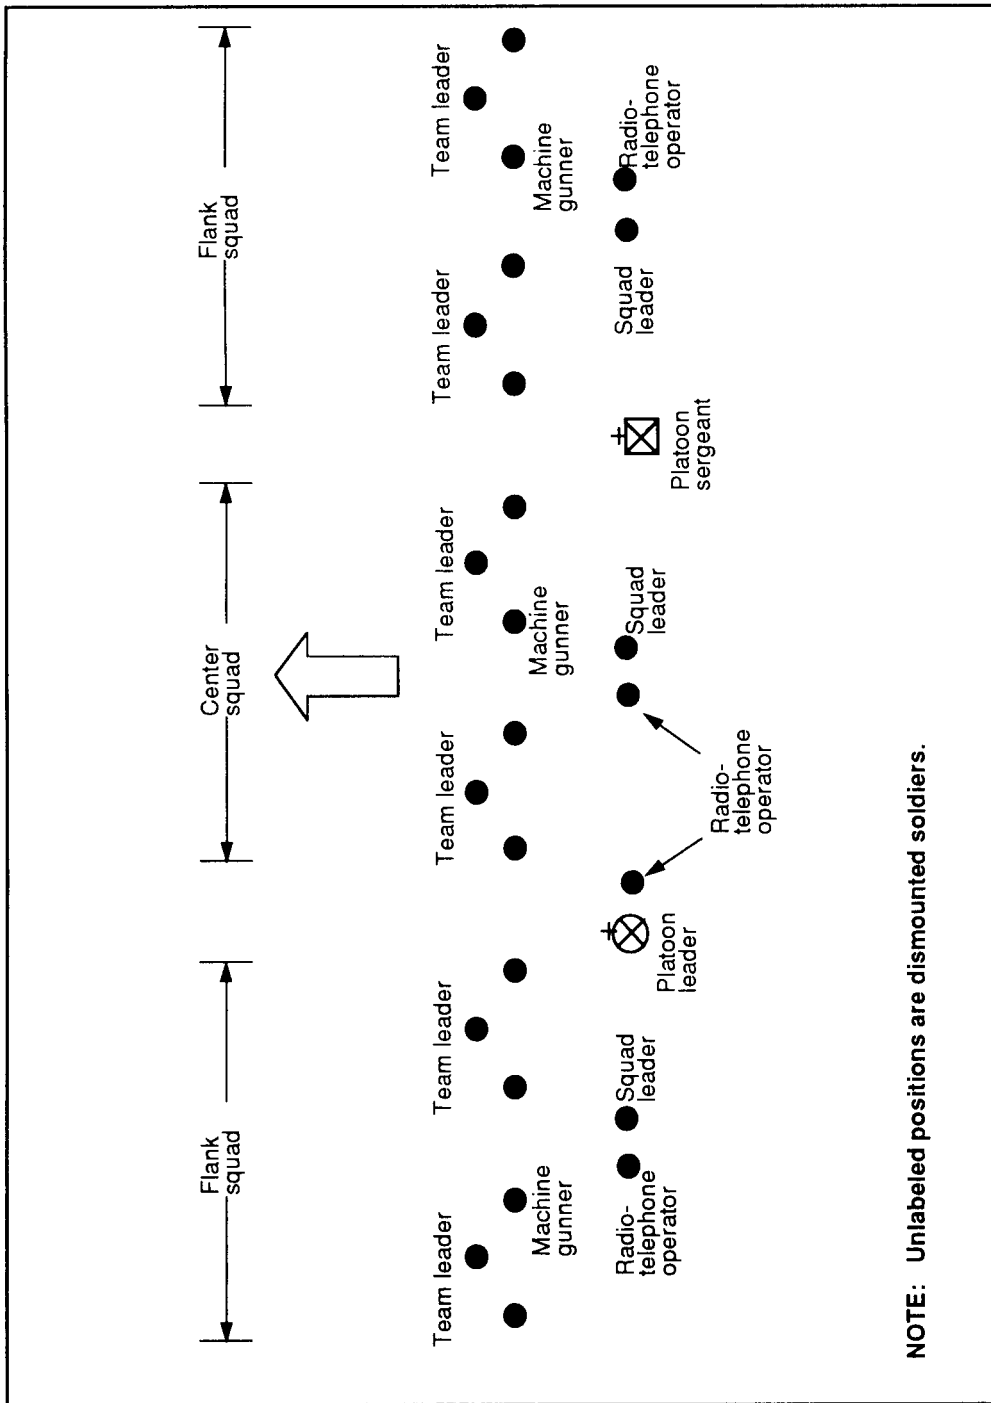 Flank
squad
Center
squad
Flank
squad
Team leader
Team leader
Team leader
Team leader
Team leader
Team leader
Machine
gunner
Machine
gunner
Machine
gunner
Radio-
telephone
operator
Squad
leader
Platoon
leader
Squad
leader
Platoon
sergeant
Squad
leader
Radio-
telephone
operator
Radio-
telephone
operator
NOTE: Unlabeled positions are dismounted soldiers.